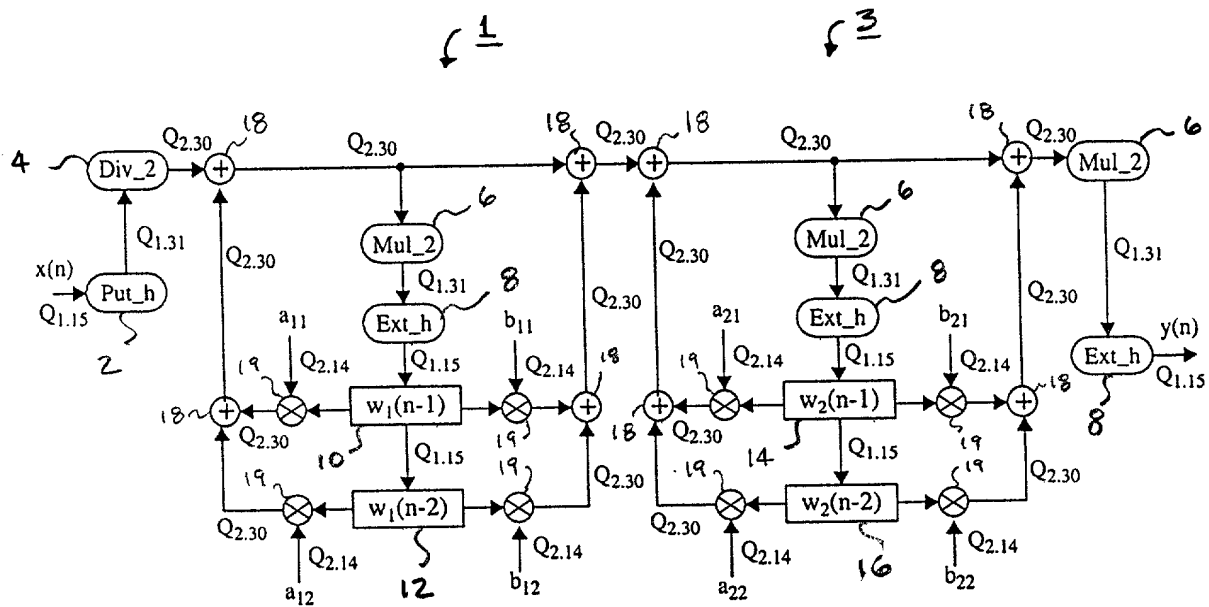 1
3
18
18
18
18
6
4
Q2.30
Q2.30
Q2.30
Q2.30
Q2.30
Div_2
Mul_2
6
6
Q1.31
Mul_2
Mul_2
Q1.31
Q2.30
Q2.30
x(n)
Q1.31
8
Q2.30
Q1.31
8
Q2.30
Put_h
Q1.15
a11
Ext_h
b11
a21
Ext_h
b21
y(n)
2
Q2.14
Q1.15
Q2.14
18
Q2.14
Q1.15
Q2.14
Ext_h
Q1.15
19
19
18
8
18
w1(n-1)
18
w2(n-1)
Q2.30
10
Q1.15
19
Q2.30
14
Q1.15
19
19
19
19
19
Q2.30
Q2.30
w1(n-2)
w2(n-2)
Q2.30
Q2.14
12
Q2.14
Q2.30
Q2.14
16
Q2.14
a12
b12
a22
b22